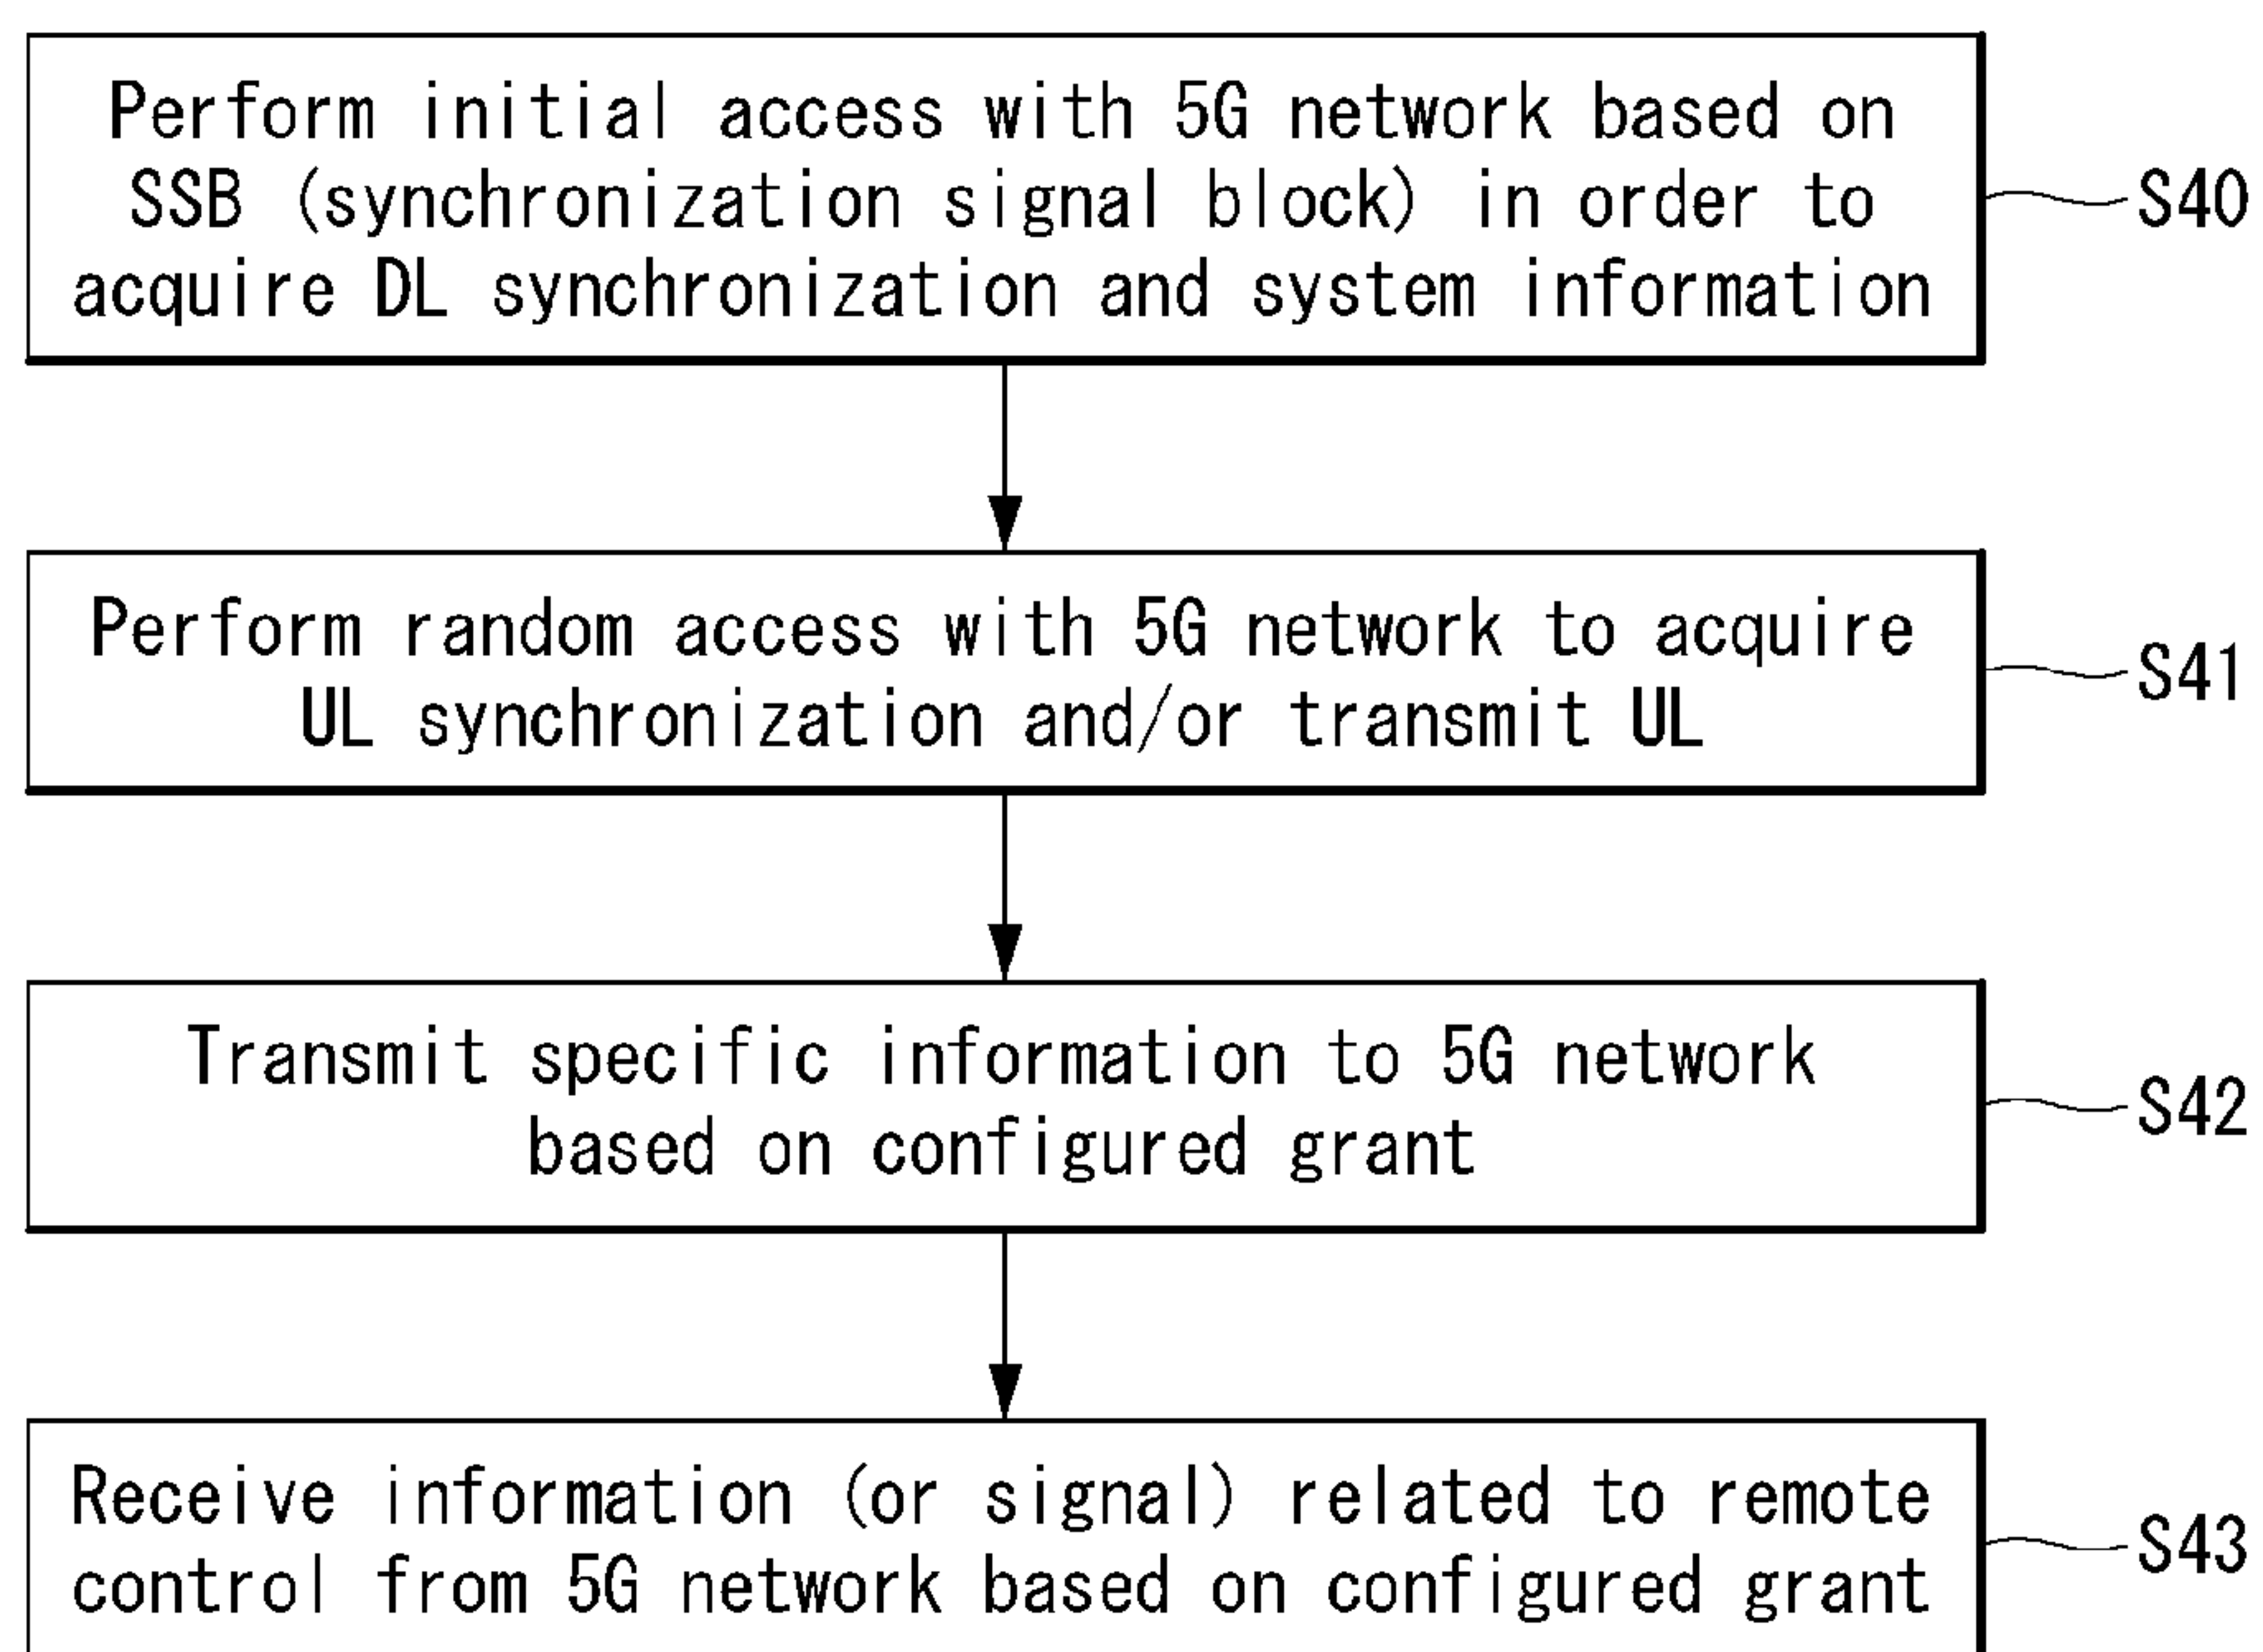 Perform initial access with 5G network based on
SSB (synchronization signal block) in order to
acquire DL synchronization and system information
S40
Perform random access with 5G network to acquire
UL synchronization and/or transmit UL
S41
Transmit specific information to 5G network
based on configured grant
S42
Receive information (or signal) related to remote
control from 5G network based on configured grant
S43